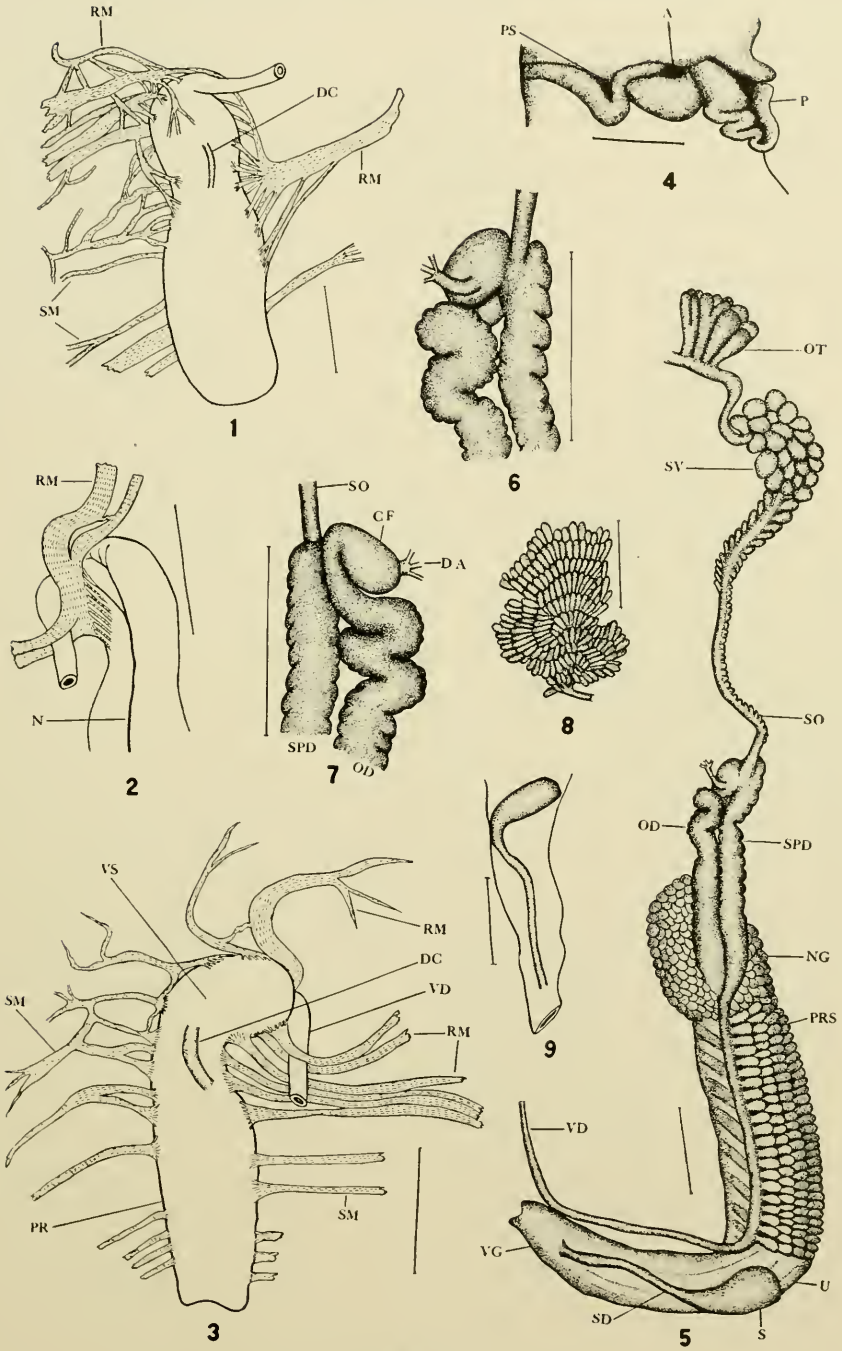 RM
DC
RM
SM
1
PS
A
P
4
6
OT
SV
RM
N
2
SO
CF
DA
SPD
OD
7
8
SO
OD
SPD
NG
PRS
9
VS
RM
DC
VD
SM
RM
PR
SM
3
VD
VG
SD
U
S
5